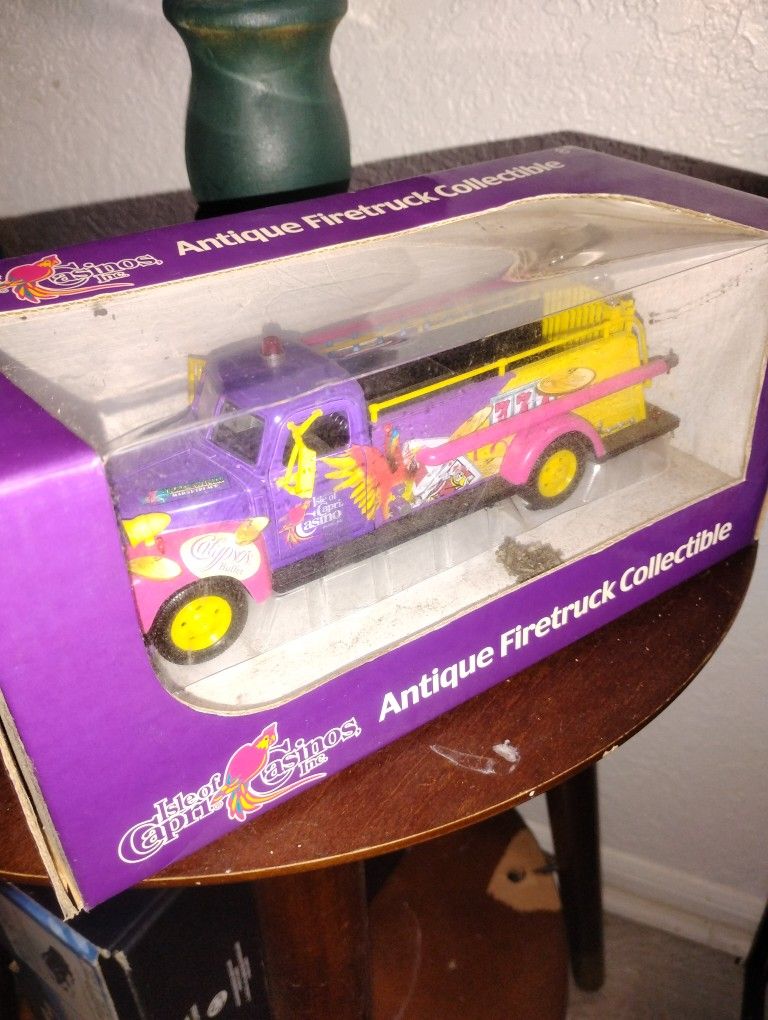 Casinos, Inc.
Antique Firetruck Collectible
77
Isle of
Capri
Casino
Calypso's
Buffet
Antique Firetruck Collectible
Isle of
Capri Casinos, Inc.